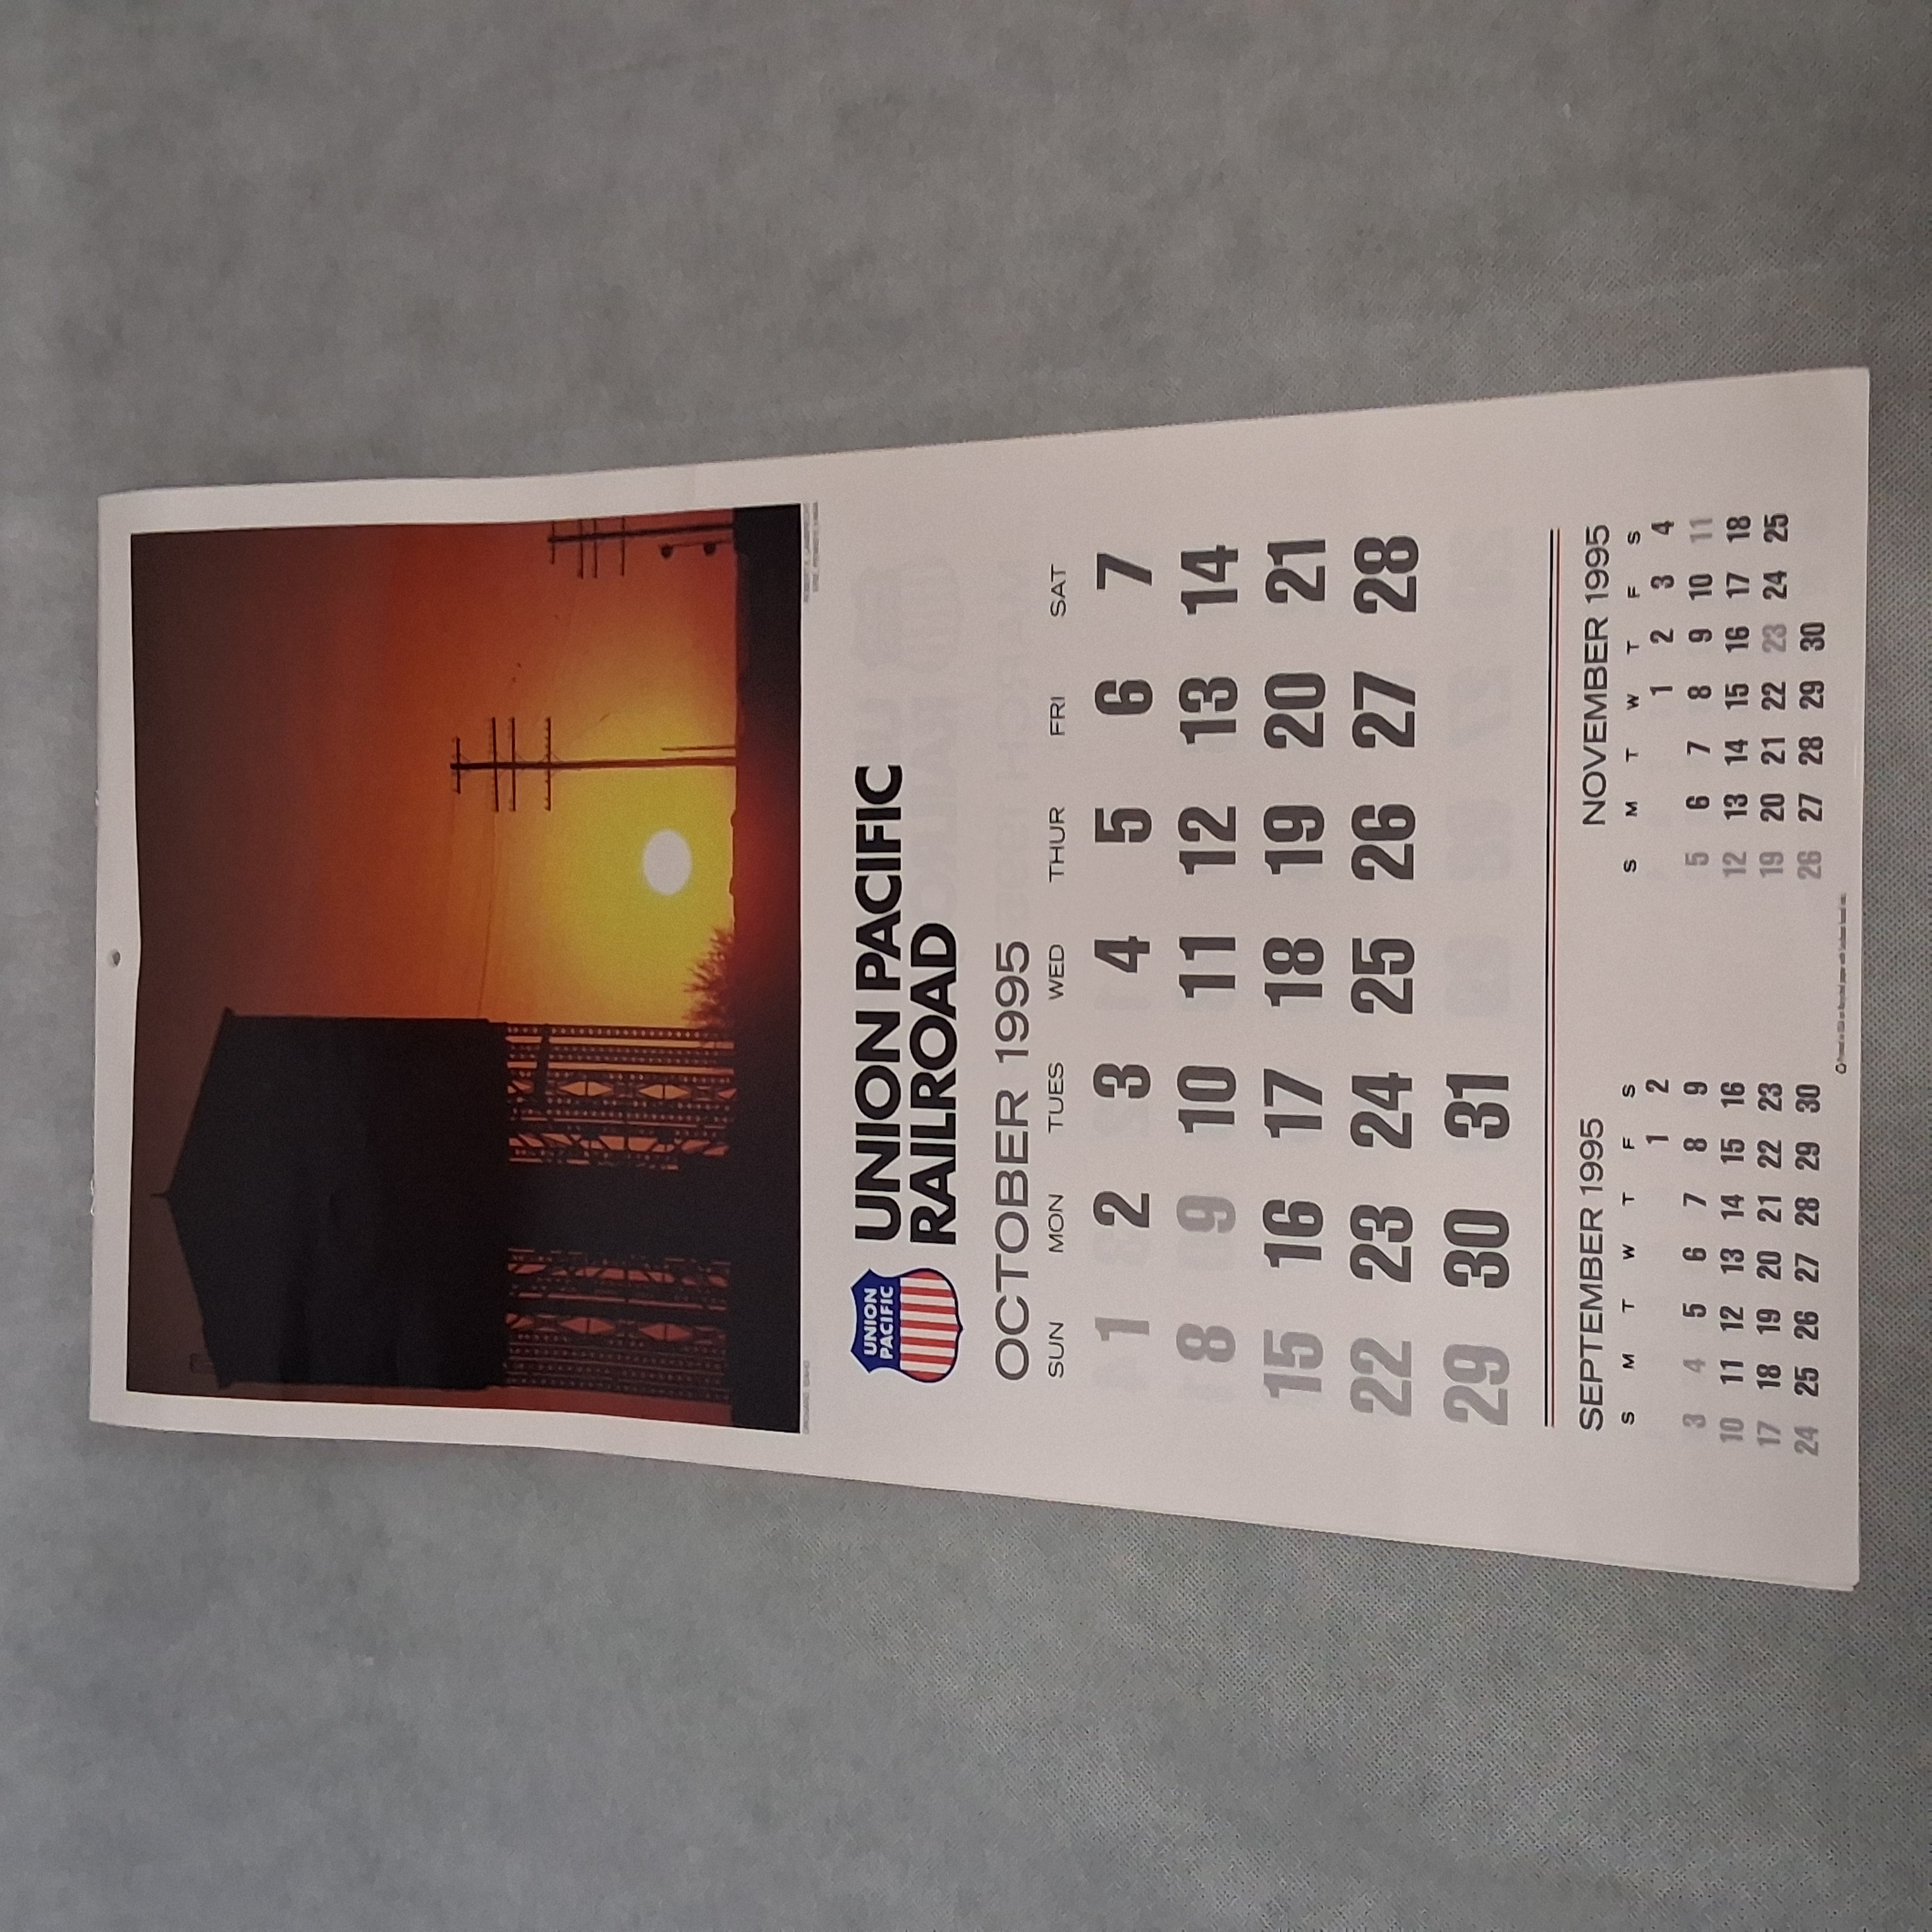 UNION
PACIFIC
UNION PACIFIC
RAILROAD
OCTOBER 1995
SUN MON TUES WED THUR FRI SAT
1 2 3 4 5 6 7
8 9 10 11 12 13 14
15 16 17 18 19 20 21
22 23 24 25 26 27 28
29 30 31
SEPTEMBER 1995
S M T W T F S
1 2
3 4 5 6 7 8 9
10 11 12 13 14 15 16
17 18 19 20 21 22 23
24 25 26 27 28 29 30
NOVEMBER 1995
S M T W T F S
1 2 3 4
5 6 7 8 9 10 11
12 13 14 15 16 17 18
19 20 21 22 23 24 25
26 27 28 29 30